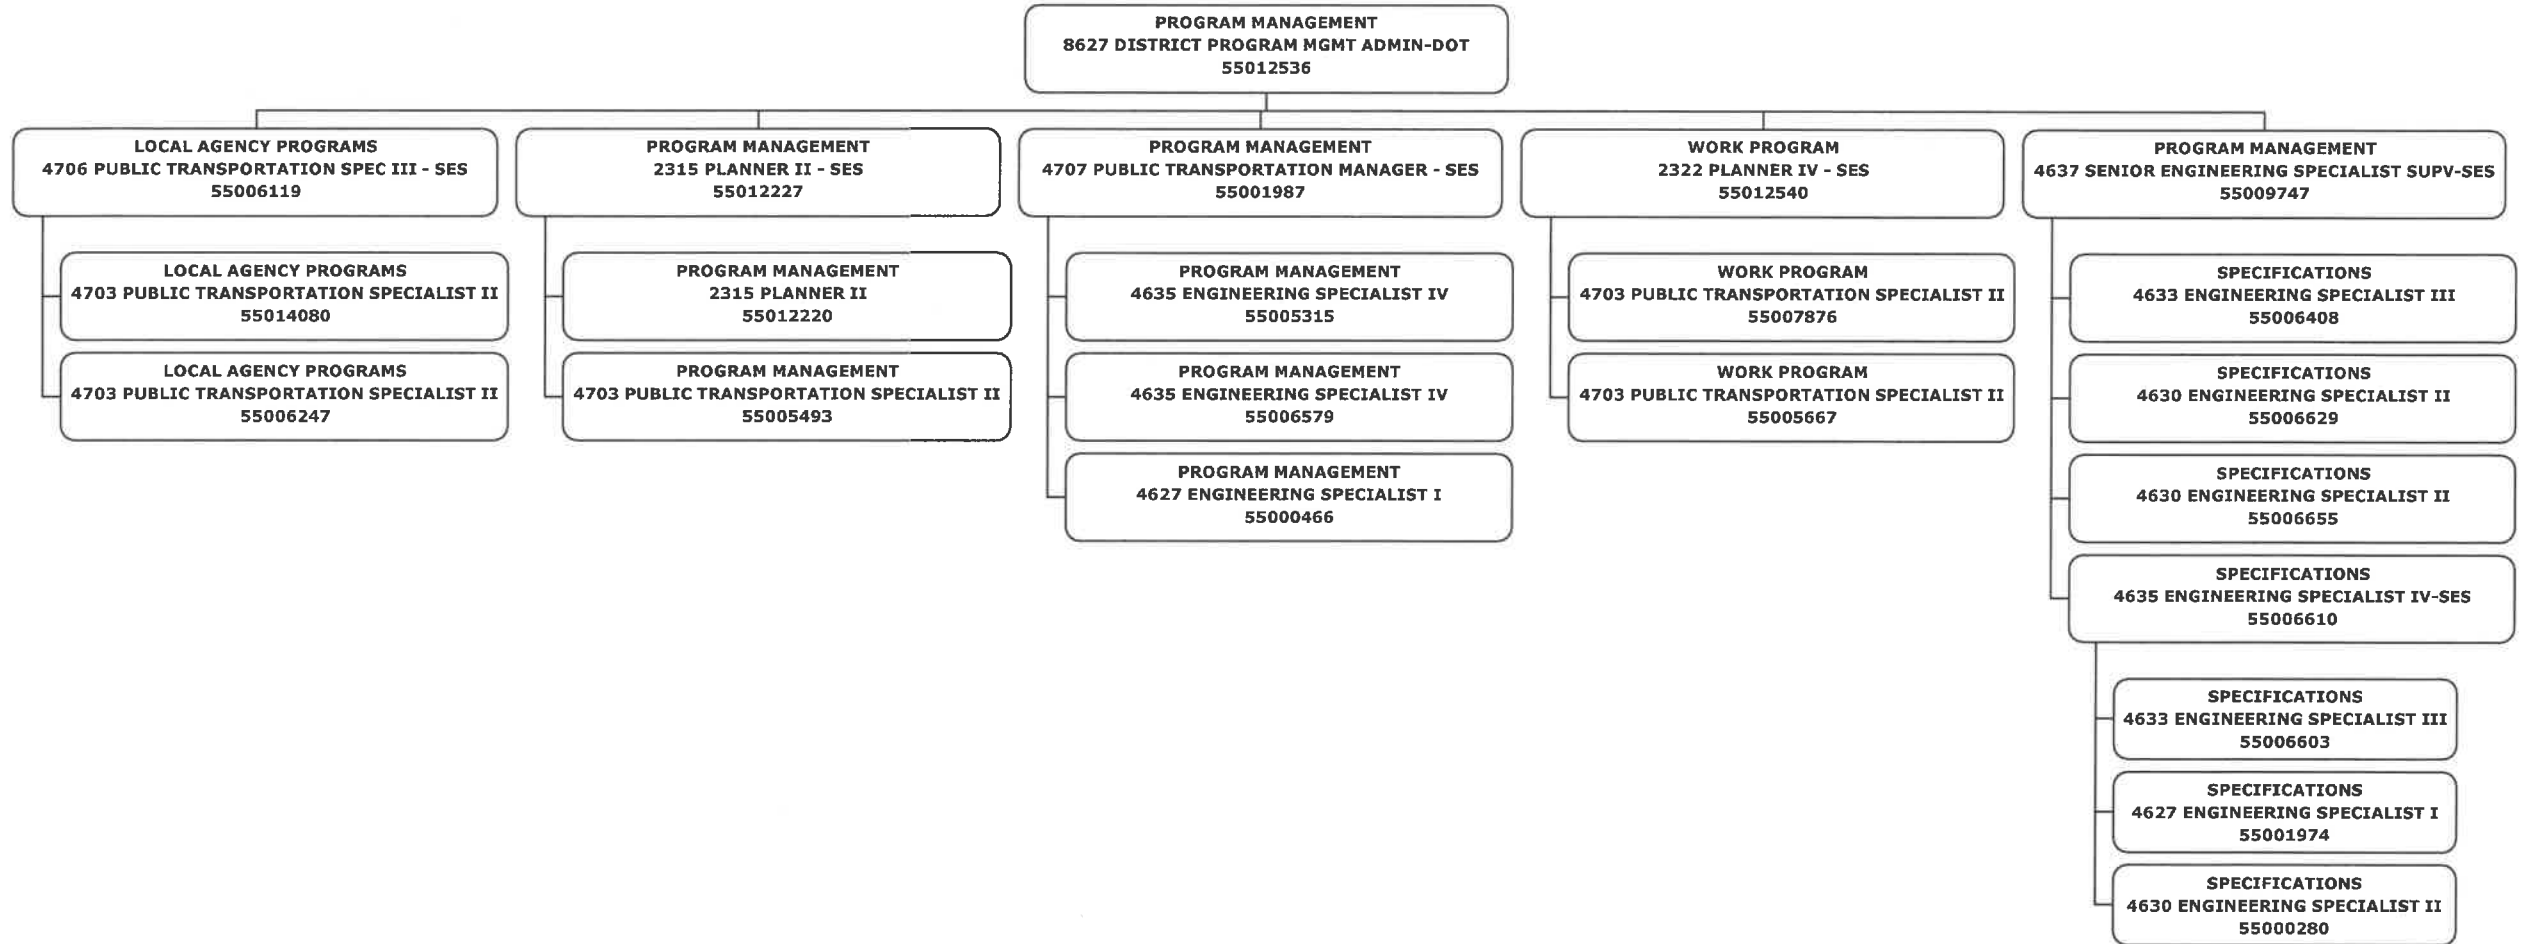 PROGRAM MANAGEMENT
8627 DISTRICT PROGRAM MGMT ADMIN-DOT
55012536
LOCAL AGENCY PROGRAMS
4706 PUBLIC TRANSPORTATION SPEC III - SES
55006119
LOCAL AGENCY PROGRAMS
4703 PUBLIC TRANSPORTATION SPECIALIST II
55014080
LOCAL AGENCY PROGRAMS
4703 PUBLIC TRANSPORTATION SPECIALIST II
55006247
PROGRAM MANAGEMENT
2315 PLANNER II - SES
55012227
PROGRAM MANAGEMENT
2315 PLANNER II
55012220
PROGRAM MANAGEMENT
4703 PUBLIC TRANSPORTATION SPECIALIST II
55005493
PROGRAM MANAGEMENT
4707 PUBLIC TRANSPORTATION MANAGER - SES
55001987
PROGRAM MANAGEMENT
4635 ENGINEERING SPECIALIST IV
55005315
PROGRAM MANAGEMENT
4635 ENGINEERING SPECIALIST IV
55006579
PROGRAM MANAGEMENT
4627 ENGINEERING SPECIALIST I
55000466
WORK PROGRAM
2322 PLANNER IV - SES
55012540
WORK PROGRAM
4703 PUBLIC TRANSPORTATION SPECIALIST II
55007876
WORK PROGRAM
4703 PUBLIC TRANSPORTATION SPECIALIST II
55005667
PROGRAM MANAGEMENT
4637 SENIOR ENGINEERING SPECIALIST SUPV-SES
55009747
SPECIFICATIONS
4633 ENGINEERING SPECIALIST III
55006408
SPECIFICATIONS
4630 ENGINEERING SPECIALIST II
55006629
SPECIFICATIONS
4630 ENGINEERING SPECIALIST II
55006655
SPECIFICATIONS
4635 ENGINEERING SPECIALIST IV-SES
55006610
SPECIFICATIONS
4633 ENGINEERING SPECIALIST III
55006603
SPECIFICATIONS
4627 ENGINEERING SPECIALIST I
55001974
SPECIFICATIONS
4630 ENGINEERING SPECIALIST II
55000280